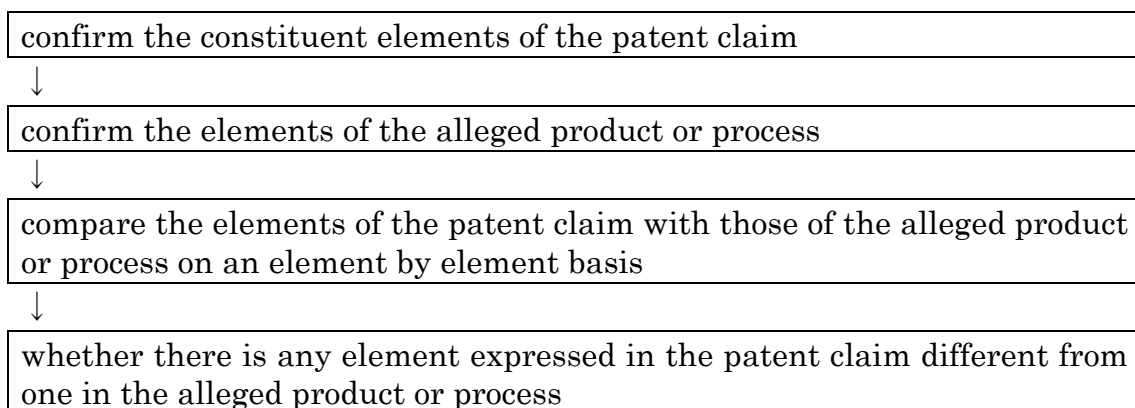 confirm the constituent elements of the patent claim
↓
confirm the elements of the alleged product or process
↓
compare the elements of the patent claim with those of the alleged product
or process on an element by element basis
↓
whether there is any element expressed in the patent claim different from
one in the alleged product or process